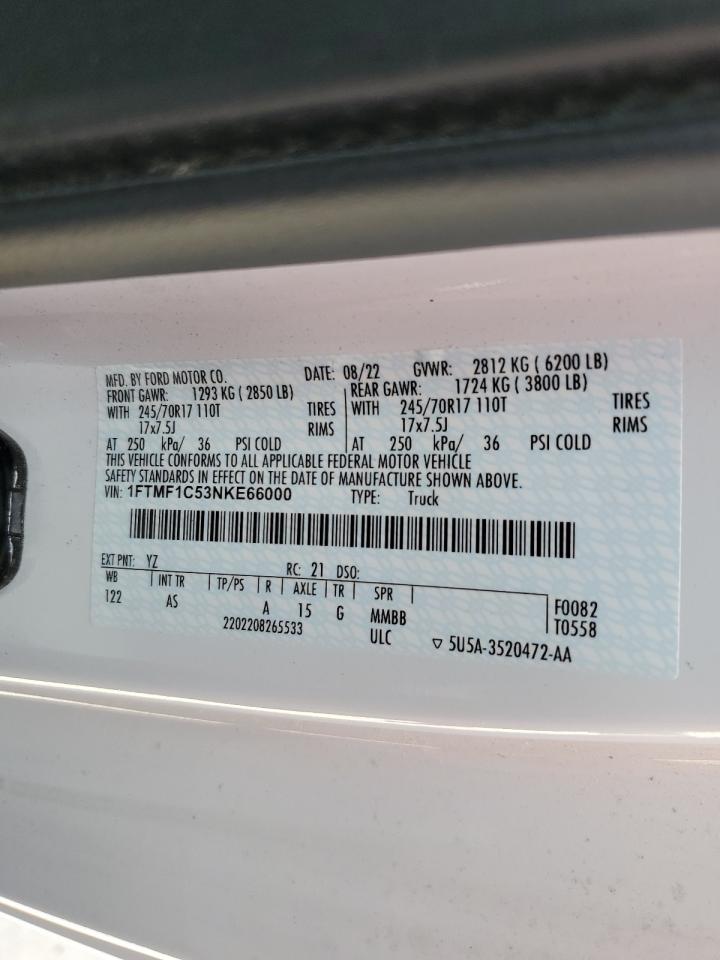 MFD. BY FORD MOTOR CO. DATE: 08/22 GVWR: 2812 KG ( 6200 LB)
FRONT GAWR: 1293 KG ( 2850 LB) REAR GAWR: 1724 KG ( 3800 LB)
WITH 245/70R17 110T TIRES WITH 245/70R17 110T TIRES
17x7.5J RIMS 17x7.5J RIMS
AT 250 kPa/ 36 PSI COLD AT 250 kPa/ 36 PSI COLD
THIS VEHICLE CONFORMS TO ALL APPLICABLE FEDERAL MOTOR VEHICLE
SAFETY STANDARDS IN EFFECT ON THE DATE OF MANUFACTURE SHOWN ABOVE.
VIN: 1FTMF1C53NKE66000 TYPE: Truck
EXT PNT: YZ RC: 21 DSO:
WB INT TR TP/PS R AXLE TR SPR
122 AS A 15 G MMBB F0082
2202208265533 ULC T0558
▽ 5U5A-3520472-AA